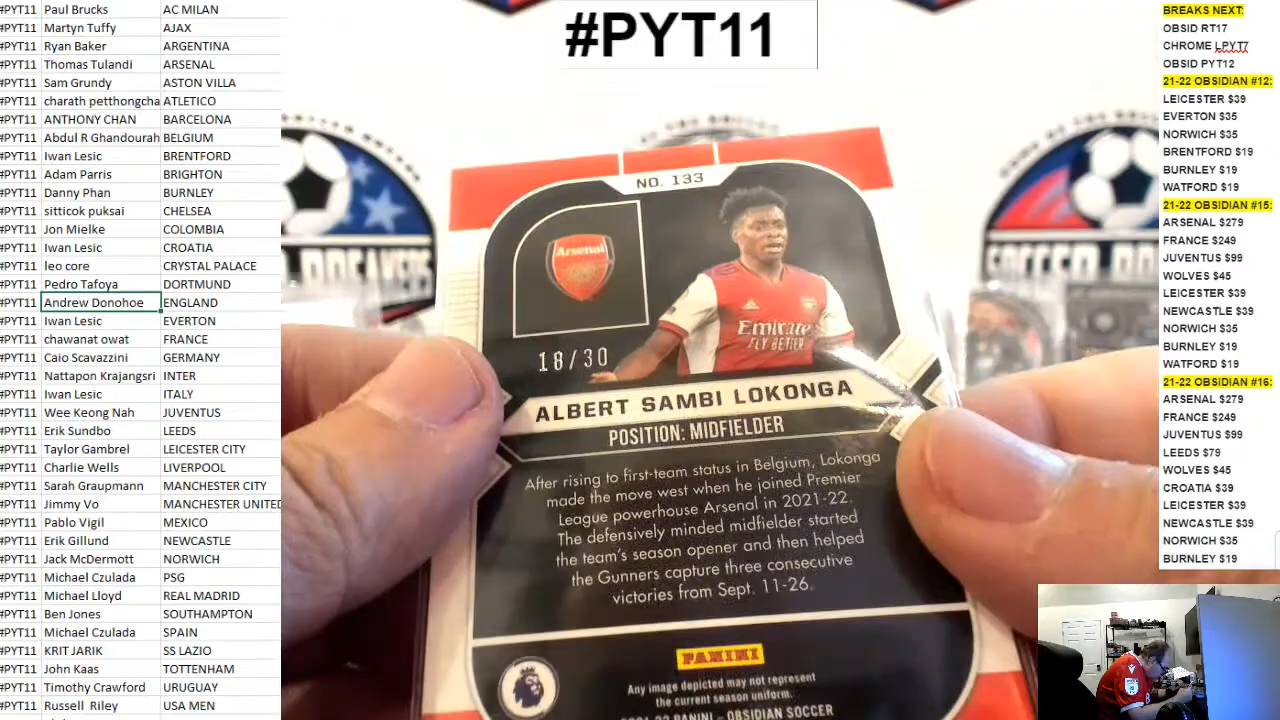 #PYT11 Paul Brucks AC MILAN
#PYT11 Martyn Tuffy AJAX
#PYT11 Ryan Baker ARGENTINA
#PYT11 Thomas Tulandi ARSENAL
#PYT11 Sam Grundy ASTON VILLA
#PYT11 charath petthongcha ATLETICO
#PYT11 ANTHONY CHAN BARCELONA
#PYT11 Abdul R Ghandourah BELGIUM
#PYT11 Iwan Lesic BRENTFORD
#PYT11 Adam Parris BRIGHTON
#PYT11 Danny Phan BURNLEY
#PYT11 sitticok puksai CHELSEA
#PYT11 Jon Mielke COLOMBIA
#PYT11 Iwan Lesic CROATIA
#PYT11 leo core CRYSTAL PALACE
#PYT11 Pedro Tafoya DORTMUND
#PYT11 Andrew Donohoe ENGLAND
#PYT11 Iwan Lesic EVERTON
#PYT11 chawanat owat FRANCE
#PYT11 Caio Scavazzini GERMANY
#PYT11 Nattapon Krajangsri INTER
#PYT11 Iwan Lesic ITALY
#PYT11 Wee Keong Nah JUVENTUS
#PYT11 Erik Sundbo LEEDS
#PYT11 Taylor Gambrel LEICESTER CITY
#PYT11 Charlie Wells LIVERPOOL
#PYT11 Sarah Graupmann MANCHESTER CITY
#PYT11 Jimmy Vo MANCHESTER UNITED
#PYT11 Pablo Vigil MEXICO
#PYT11 Erik Gillund NEWCASTLE
#PYT11 Jack McDermott NORWICH
#PYT11 Michael Czulada PSG
#PYT11 Michael Lloyd REAL MADRID
#PYT11 Ben Jones SOUTHAMPTON
#PYT11 Michael Czulada SPAIN
#PYT11 KRIT JARIK SS LAZIO
#PYT11 John Kaas TOTTENHAM
#PYT11 Timothy Crawford URUGUAY
#PYT11 Russell Riley USA MEN
#PYT11
NO. 133
Arsenal
Emirates
FLY BETTER
18/30
ALBERT SAMBI LOKONGA
POSITION: MIDFIELDER
After rising to first-team status in Belgium, Lokonga
made the move west when he joined Premier
League powerhouse Arsenal in 2021-22.
The defensively minded midfielder started
the team's season opener and then helped
the Gunners capture three consecutive
victories from Sept. 11-26.
PANINI
Any image depicted may not represent
the current season uniform.
2021-22 PANINI - OBSIDIAN SOCCER
BREAKS NEXT:
OBSID RT17
CHROME LPYT7
OBSID PYT12
21-22 OBSIDIAN #12:
LEICESTER $39
EVERTON $35
NORWICH $35
BRENTFORD $19
BURNLEY $19
WATFORD $19
21-22 OBSIDIAN #15:
ARSENAL $279
FRANCE $249
JUVENTUS $99
WOLVES $45
LEICESTER $39
NEWCASTLE $39
NORWICH $35
BURNLEY $19
WATFORD $19
21-22 OBSIDIAN #16:
ARSENAL $279
FRANCE $249
JUVENTUS $99
LEEDS $79
WOLVES $45
CROATIA $39
LEICESTER $39
NEWCASTLE $39
NORWICH $35
BURNLEY $19